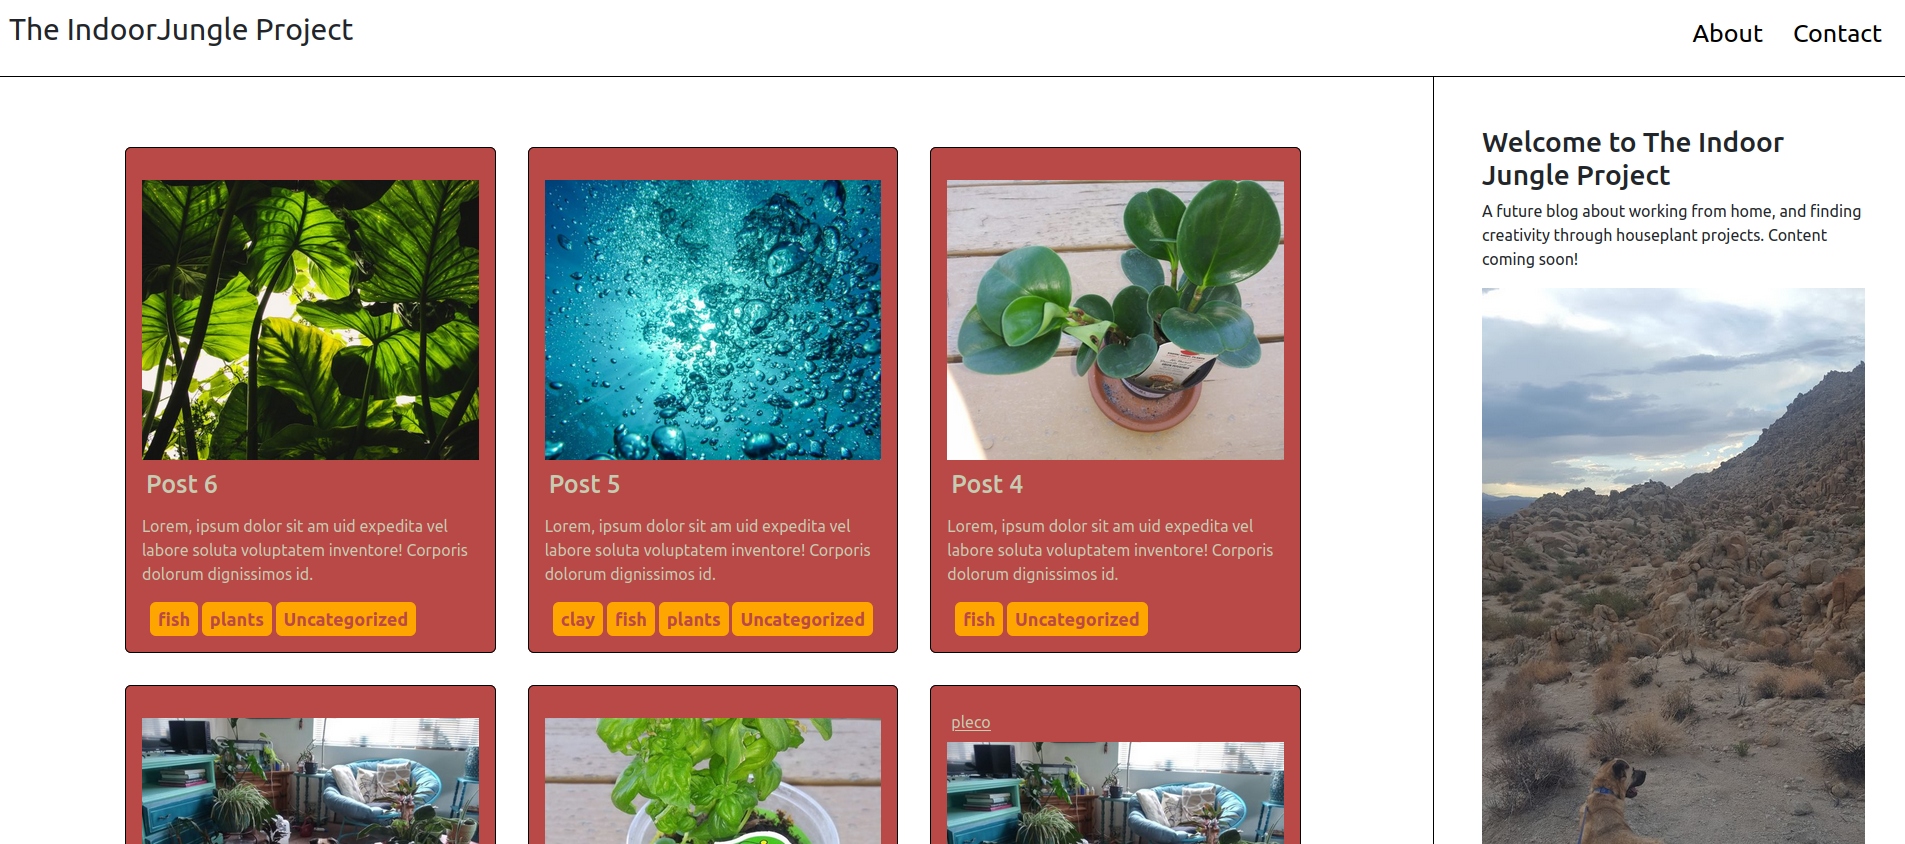 The IndoorJungle Project
About Contact
Post 6
Lorem, ipsum dolor sit am uid expedita vel
labore soluta voluptatem inventore! Corporis
dolorum dignissimos id.
fish plants Uncategorized
Post 5
Lorem, ipsum dolor sit am uid expedita vel
labore soluta voluptatem inventore! Corporis
dolorum dignissimos id.
clay fish plants Uncategorized
Post 4
Lorem, ipsum dolor sit am uid expedita vel
labore soluta voluptatem inventore! Corporis
dolorum dignissimos id.
fish Uncategorized
pleco
Welcome to The Indoor
Jungle Project
A future blog about working from home, and finding
creativity through houseplant projects. Content
coming soon!